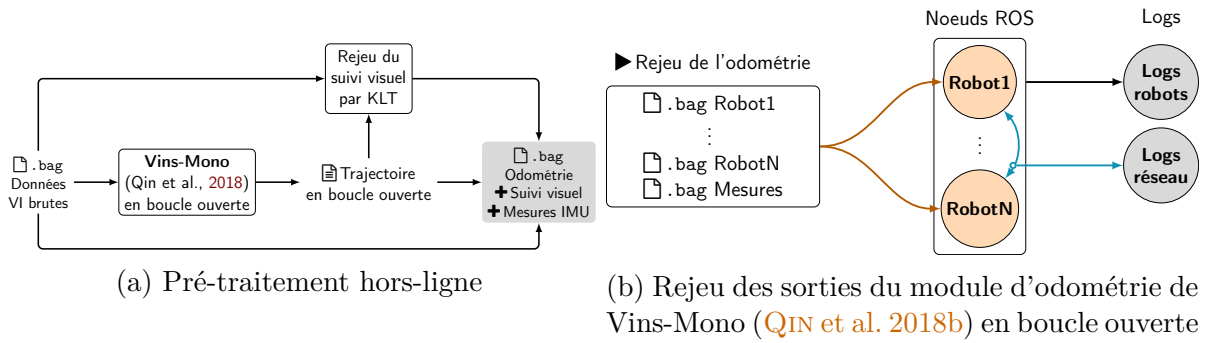 Rejeu du
suivi visuel
par KLT
.bag
Données
VI brutes
Vins-Mono
(Qin et al., 2018)
en boucle ouverte
Trajectoire
en boucle ouverte
.bag
Odométrie
+ Suivi visuel
+ Mesures IMU
(a) Pré-traitement hors-ligne
Noeuds ROS
Logs
▶ Rejeu de l'odométrie
.bag Robot1
⋮
.bag RobotN
.bag Mesures
Robot1
⋮
RobotN
Logs
robots
Logs
réseau
(b) Rejeu des sorties du module d'odométrie de
Vins-Mono (QIN et al. 2018b) en boucle ouverte